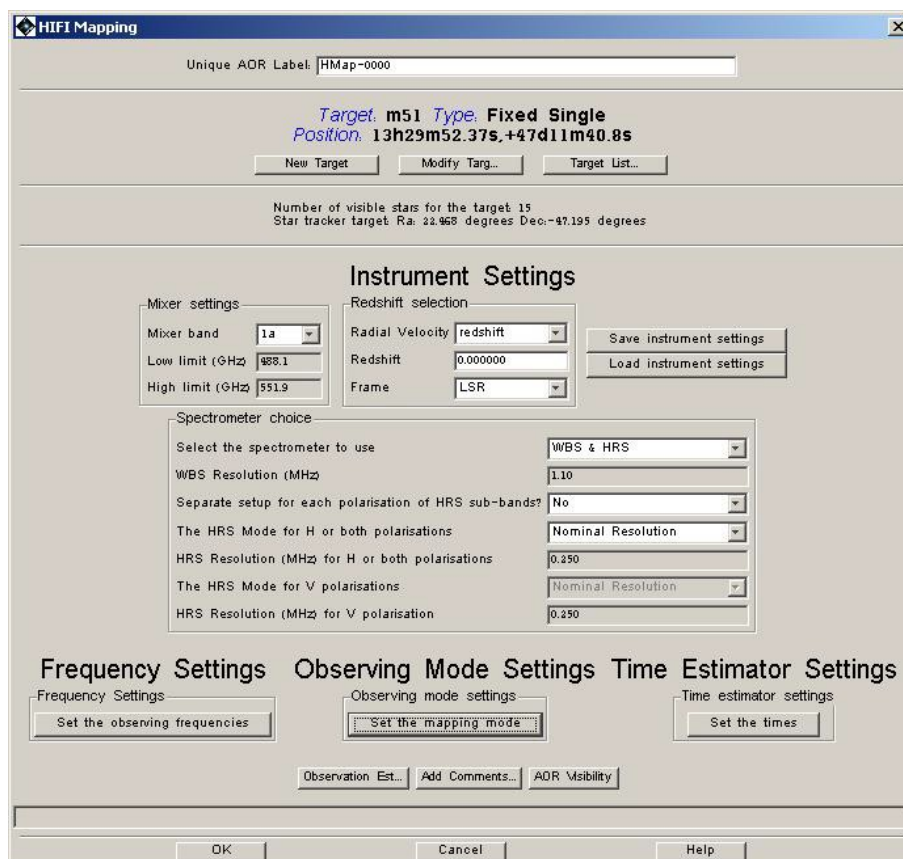 HIFI Mapping
Unique AOR Label: HMap-0000
Target: m51 Type: Fixed Single
Position: 13h29m52.37s,+47d11m40.8s
New Target Modify Targ... Target List...
Number of visible stars for the target: 15
Star tracker target: Ra: 22.468 degrees Dec:-47.195 degrees
Instrument Settings
Mixer settings
Mixer band 1a
Low limit (GHz) 488.1
High limit (GHz) 551.9
Redshift selection
Radial Velocity redshift
Redshift 0.000000
Frame LSR
Save instrument settings
Load instrument settings
Spectrometer choice
Select the spectrometer to use WBS & HRS
WBS Resolution (MHz) 1.10
Separate setup for each polarisation of HRS sub-bands? No
The HRS Mode for H or both polarisations Nominal Resolution
HRS Resolution (MHz) for H or both polarisations 0.250
The HRS Mode for V polarisations Nominal Resolution
HRS Resolution (MHz) for V polarisation 0.250
Frequency Settings Observing Mode Settings Time Estimator Settings
Frequency Settings Observing mode settings Time estimator settings
Set the observing frequencies Set the mapping mode Set the times
Observation Est... Add Comments... AOR Visibility
OK Cancel Help